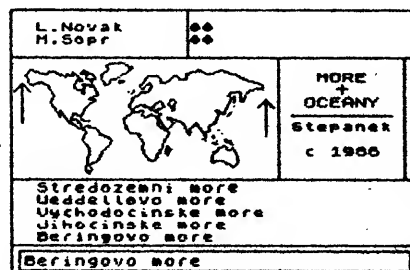 L.Novak
M.Sopr
MORE
+
OCEANY
Stepanek
c 1986
Stredozemni more
Weddellovo more
Vychodocinske more
Jihocinske more
Beringovo more
Beringovo more